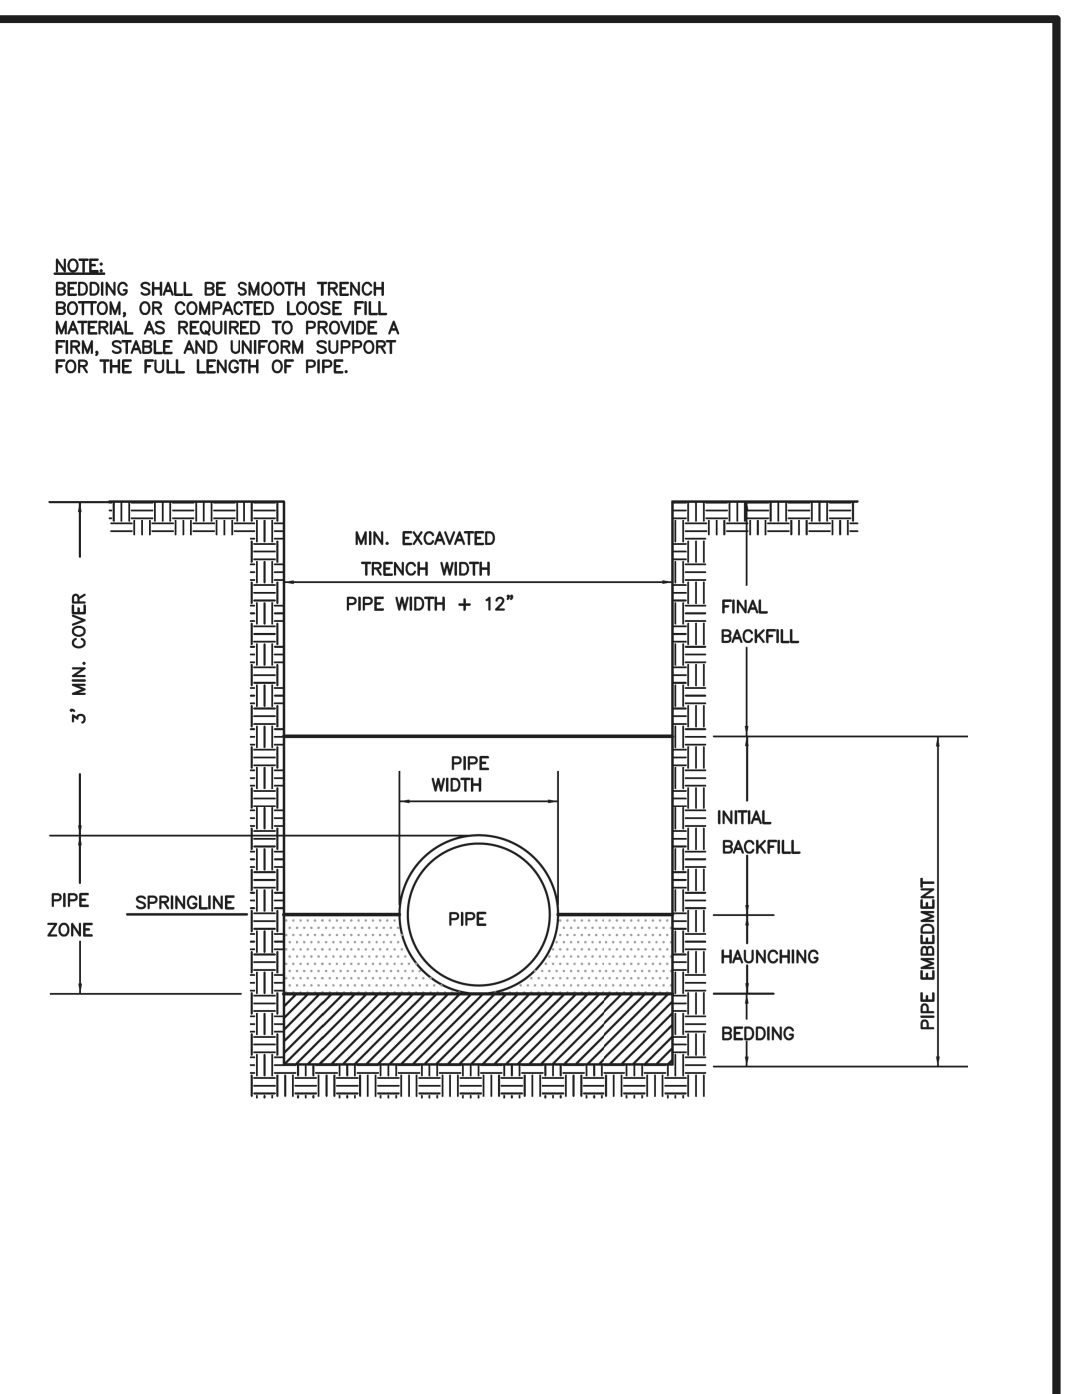 NOTE:
BEDDING SHALL BE SMOOTH TRENCH
BOTTOM, OR COMPACTED LOOSE FILL
MATERIAL AS REQUIRED TO PROVIDE A
FIRM, STABLE AND UNIFORM SUPPORT
FOR THE FULL LENGTH OF PIPE.
MIN. EXCAVATED
TRENCH WIDTH
PIPE WIDTH + 12"
3' MIN. COVER
FINAL
BACKFILL
PIPE
WIDTH
INITIAL
BACKFILL
PIPE
ZONE
SPRINGLINE
PIPE
HAUNCHING
BEDDING
PIPE EMBEDMENT